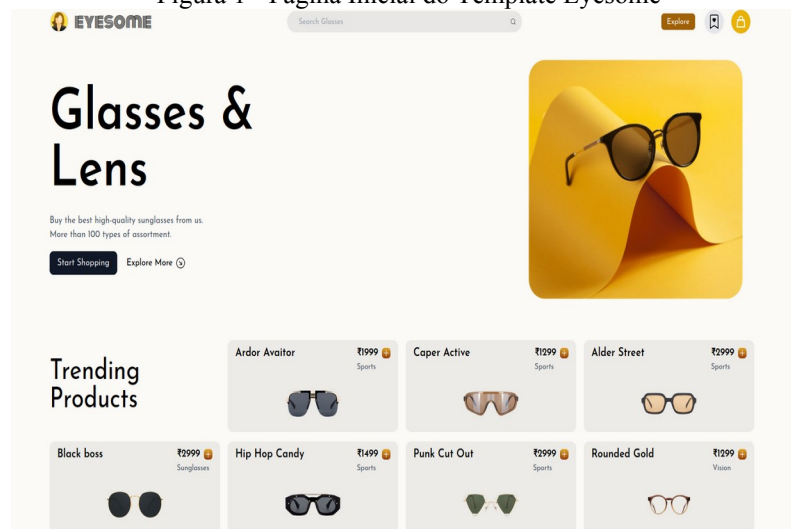 Figura 1 - Página Inicial do Template Eyesome
EYESOME
Search Glasses
Explore
Glasses &
Lens
Buy the best high-quality sunglasses from us.
More than 100 types of assortment.
Start Shopping
Explore More
Trending
Products
Ardor Avaitor ₹1999
Sports
Caper Active ₹1299
Sports
Alder Street ₹2999
Sports
Black boss ₹2999
Sunglasses
Hip Hop Candy ₹1499
Sports
Punk Cut Out ₹2999
Sports
Rounded Gold ₹1299
Vision